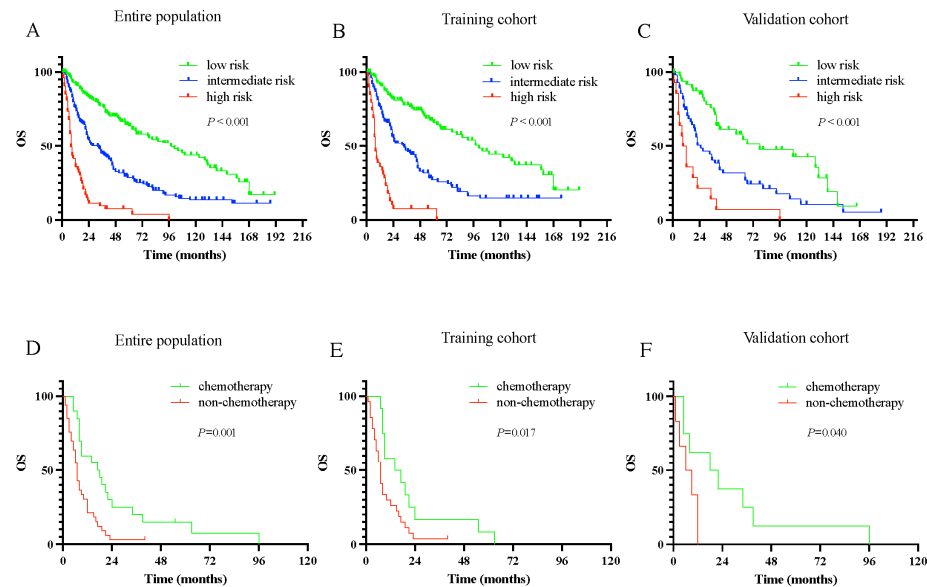 Entire population
Training cohort
Validation cohort
A
B
C
low risk
intermediate risk
high risk
P < 0.001
low risk
intermediate risk
high risk
P < 0.001
low risk
intermediate risk
high risk
P < 0.001
OS
100
50
0
0 24 48 72 96 120 144 168 192 216
Time (months)
OS
100
50
0
0 24 48 72 96 120 144 168 192 216
Time (months)
OS
100
50
0
0 24 48 72 96 120 144 168 192 216
Time (months)
D
E
F
Entire population
Training cohort
Validation cohort
chemotherapy
non-chemotherapy
P=0.001
chemotherapy
non-chemotherapy
P=0.017
chemotherapy
non-chemotherapy
P=0.040
OS
100
50
0
0 24 48 72 96 120
Time (months)
OS
100
50
0
0 24 48 72 96 120
Time (months)
OS
100
50
0
0 24 48 72 96 120
Time (months)